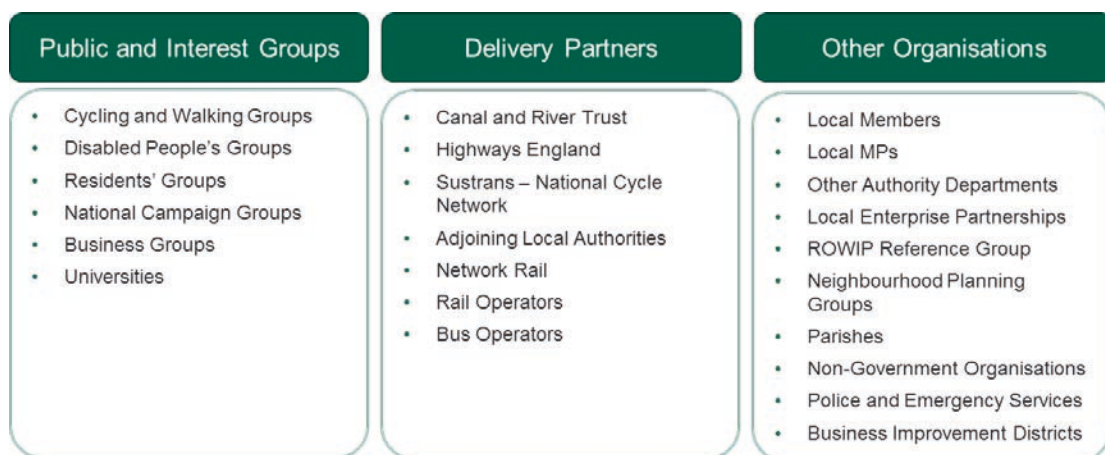 Public and Interest Groups
• Cycling and Walking Groups
• Disabled People's Groups
• Residents' Groups
• National Campaign Groups
• Business Groups
• Universities
Delivery Partners
• Canal and River Trust
• Highways England
• Sustrans – National Cycle
Network
• Adjoining Local Authorities
• Network Rail
• Rail Operators
• Bus Operators
Other Organisations
• Local Members
• Local MPs
• Other Authority Departments
• Local Enterprise Partnerships
• ROWIP Reference Group
• Neighbourhood Planning
Groups
• Parishes
• Non-Government Organisations
• Police and Emergency Services
• Business Improvement Districts